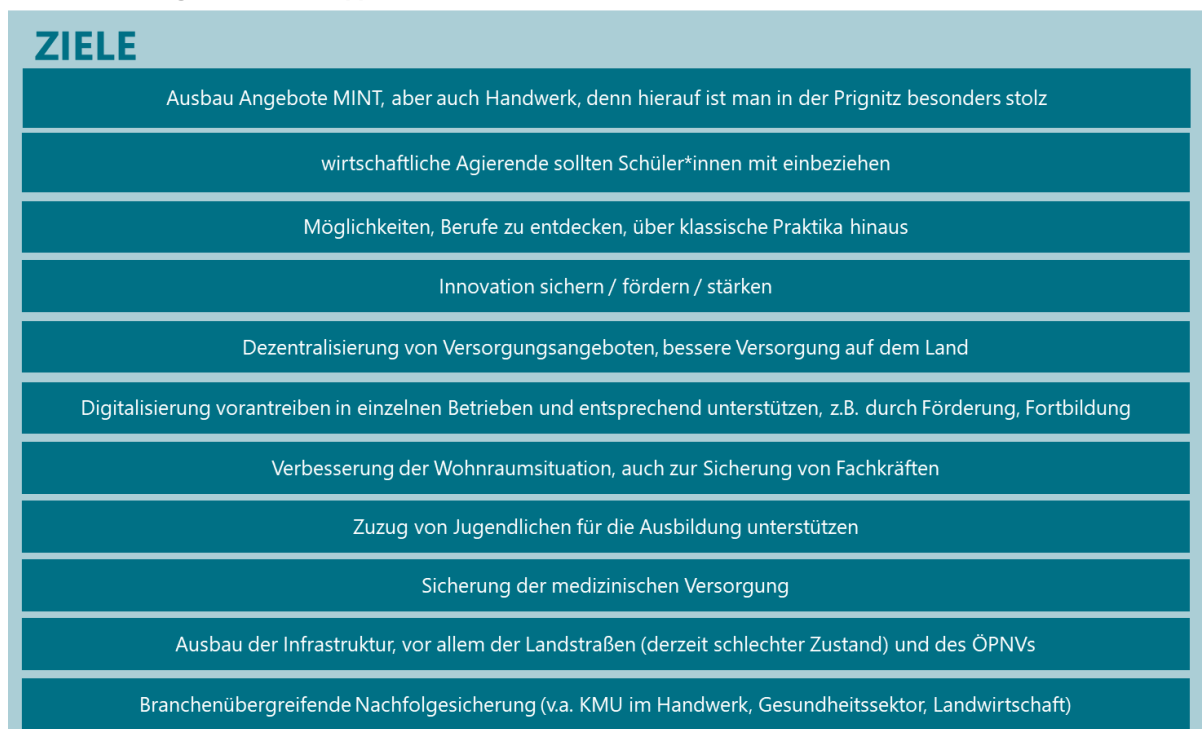 ZIELE
Ausbau Angebote MINT, aber auch Handwerk, denn hierauf ist man in der Prignitz besonders stolz
wirtschaftliche Agierende sollten Schüler*innen mit einbeziehen
Möglichkeiten, Berufe zu entdecken, über klassische Praktika hinaus
Innovation sichern / fördern / stärken
Dezentralisierung von Versorgungsangeboten, bessere Versorgung auf dem Land
Digitalisierung vorantreiben in einzelnen Betrieben und entsprechend unterstützen, z.B. durch Förderung, Fortbildung
Verbesserung der Wohnraumsituation, auch zur Sicherung von Fachkräften
Zuzug von Jugendlichen für die Ausbildung unterstützen
Sicherung der medizinischen Versorgung
Ausbau der Infrastruktur, vor allem der Landstraßen (derzeit schlechter Zustand) und des ÖPNVs
Branchenübergreifende Nachfolgesicherung (v.a. KMU im Handwerk, Gesundheitssektor, Landwirtschaft)